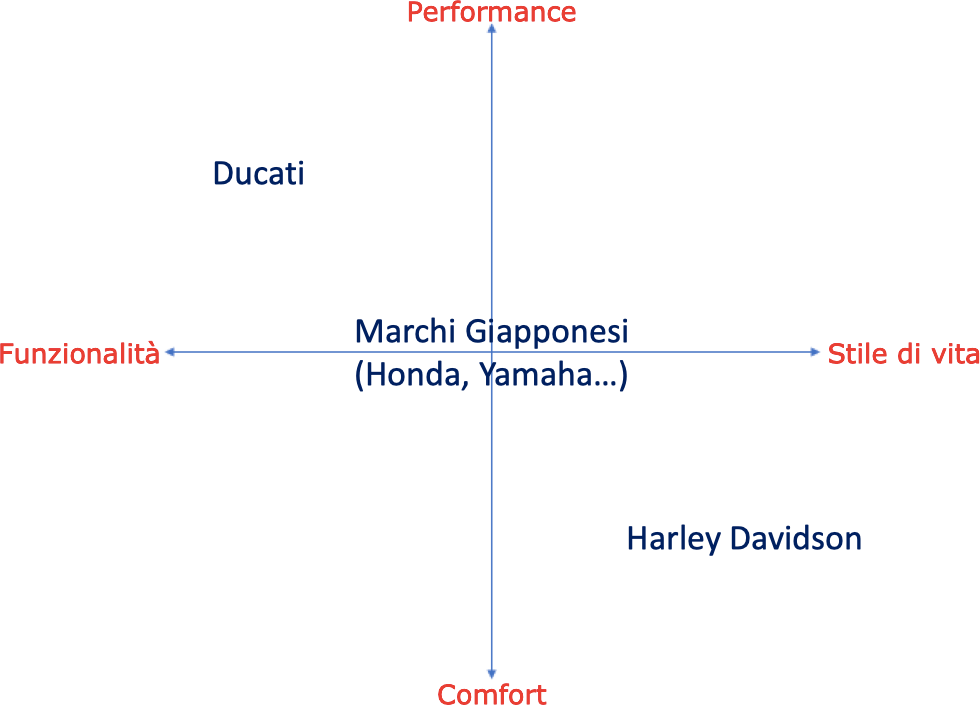 Performance
Ducati
Marchi Giapponesi
Funzionalità
Stile di vita
(Honda, Yamaha...)
Harley Davidson
Comfort